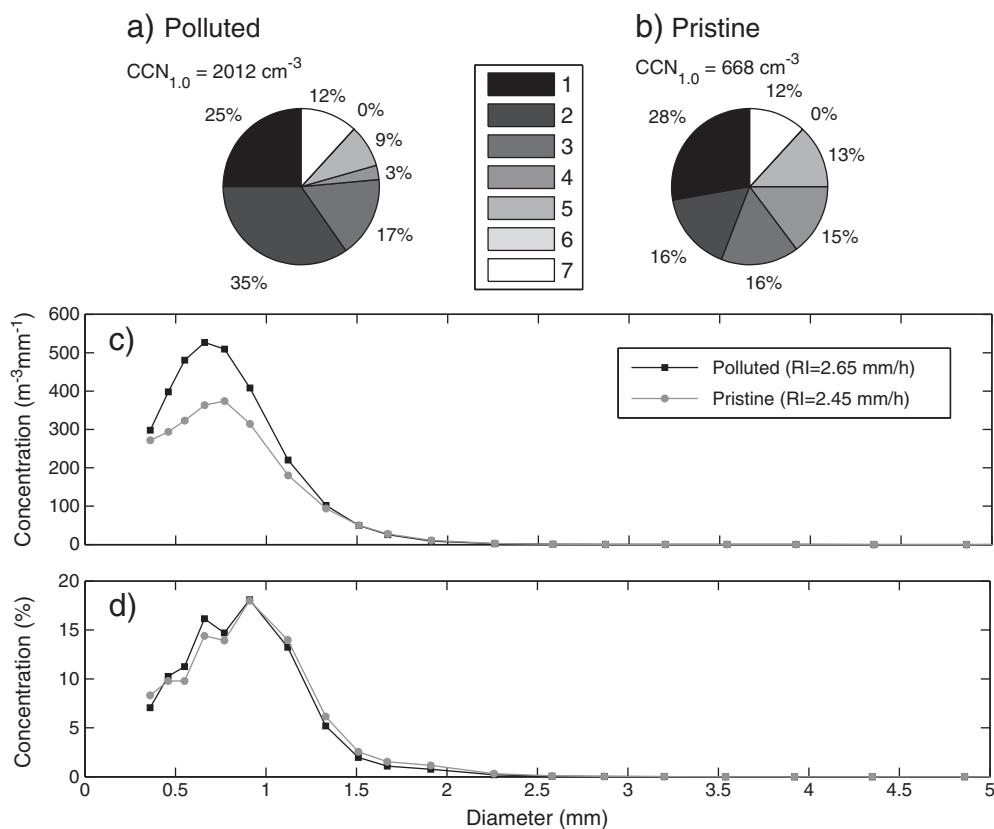 a) Polluted
CCN1.0 = 2012 cm-3
25%
12%
0%
9%
3%
17%
35%
1
2
3
4
5
6
7
b) Pristine
CCN1.0 = 668 cm-3
28%
12%
0%
13%
15%
16%
16%
c)
Concentration (m-3mm-1)
600
500
400
300
200
100
0
Polluted (RI=2.65 mm/h)
Pristine (RI=2.45 mm/h)
d)
Concentration (%)
20
15
10
5
0
0 0.5 1 1.5 2 2.5 3 3.5 4 4.5 5
Diameter (mm)